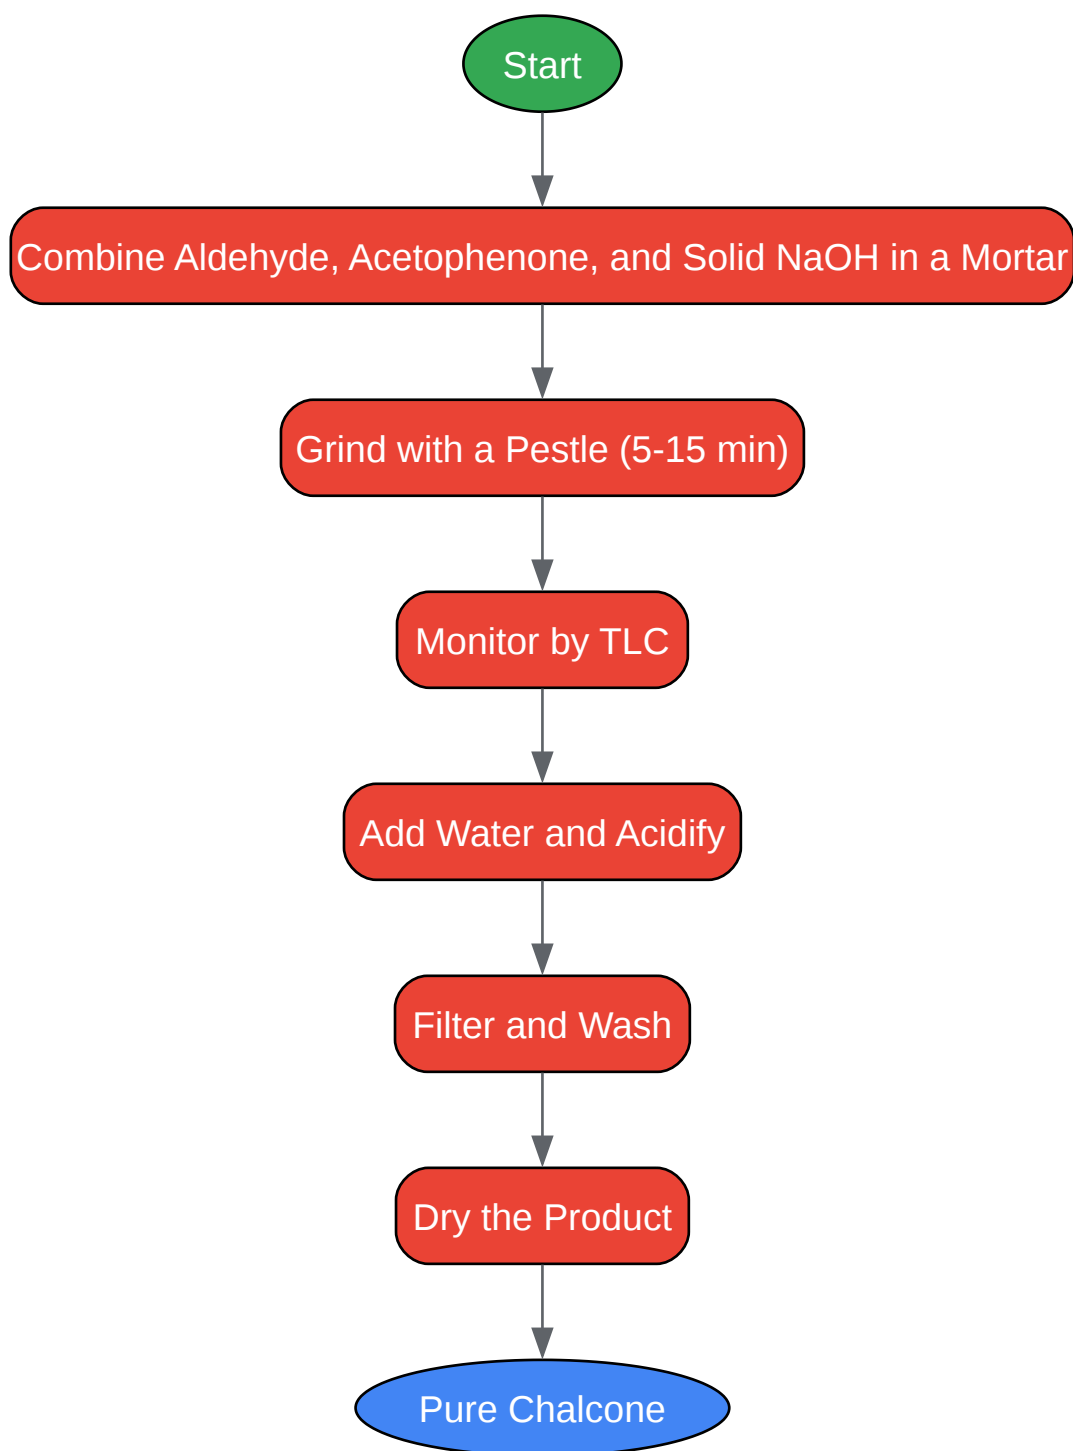 Start
Combine Aldehyde, Acetophenone, and Solid NaOH in a Mortar
Grind with a Pestle (5-15 min)
Monitor by TLC
Add Water and Acidify
Filter and Wash
Dry the Product
Pure Chalcone